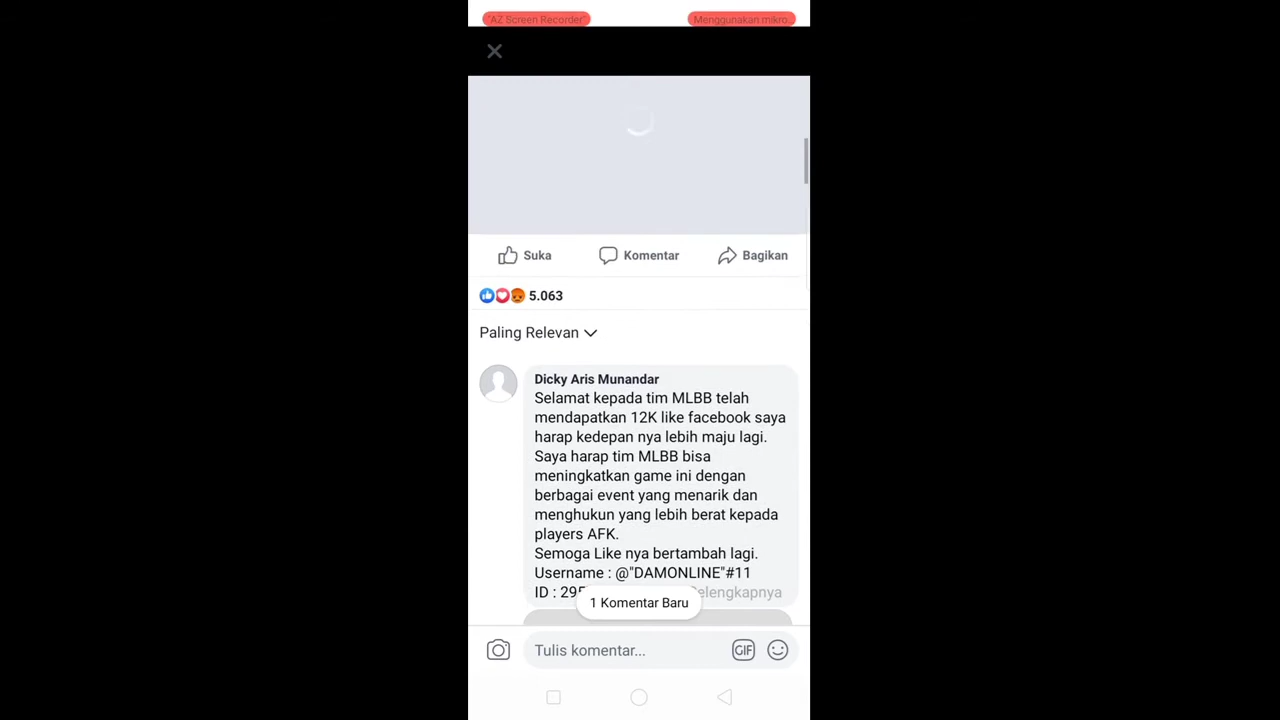 "AZ Screen Recorder"
Menggunakan mikro..
Suka
Komentar
Bagikan
5.063
Paling Relevan
Dicky Aris Munandar
Selamat kepada tim MLBB telah
mendapatkan 12K like facebook saya
harap kedepan nya lebih maju lagi.
Saya harap tim MLBB bisa
meningkatkan game ini dengan
berbagai event yang menarik dan
menghukun yang lebih berat kepada
players AFK.
Semoga Like nya bertambah lagi.
Username : @"DAMONLINE"#11
ID : 295
elengkapnya
1 Komentar Baru
Tulis komentar...
GIF